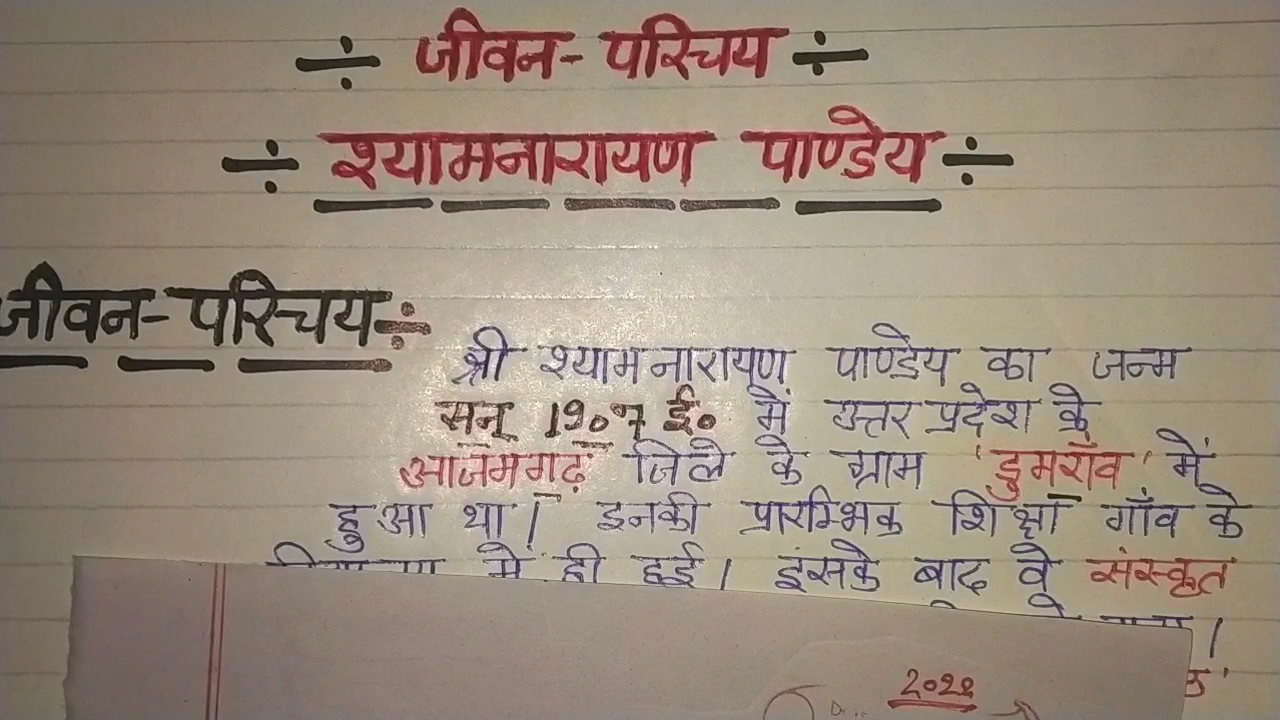 ÷ जीवन-परिचय ÷
÷ श्यामनारायण पाण्डेय ÷
जीवन-परिचय÷
श्री श्यामनारायण पाण्डेय का जन्म
सन् 1907 ई० में उत्तर प्रदेश के
आजमगढ़ जिले के ग्राम 'डुमराँव' में
हुआ था। इनकी प्रारम्भिक शिक्षा गाँव के
में ही हुई। इसके बाद वे संस्कृत